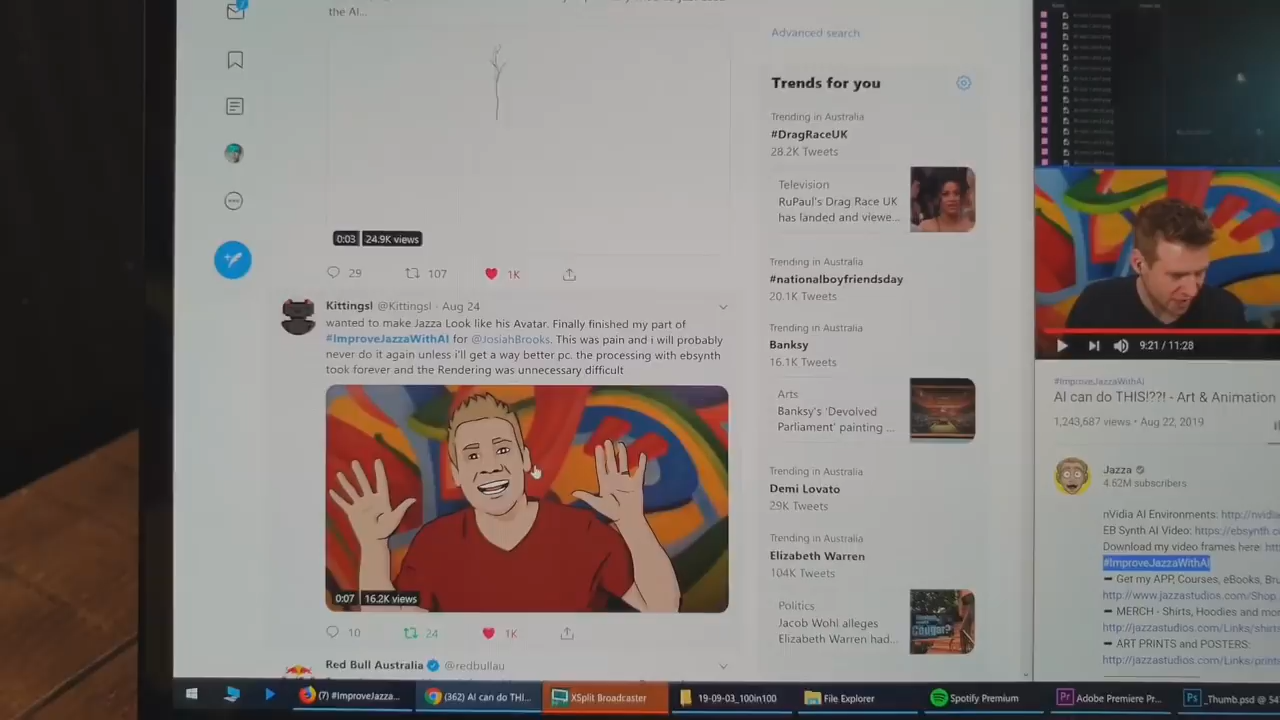 the AI...
0:03 24.9K views
29 107 1K
Kittingsl @Kittingsl · Aug 24
wanted to make Jazza Look like his Avatar. Finally finished my part of
#ImproveJazzaWithAI for @JosiahBrooks. This was pain and i will probably
never do it again unless i'll get a way better pc. the processing with ebsynth
took forever and the Rendering was unnecessary difficult
0:07 16.2K views
10 24 1K
Red Bull Australia @redbullau
Advanced search
Trends for you
Trending in Australia
#DragRaceUK
28.2K Tweets
Television
RuPaul's Drag Race UK
has landed and viewe...
Trending in Australia
#nationalboyfriendsday
20.1K Tweets
Trending in Australia
Banksy
16.1K Tweets
Arts
Banksy's 'Devolved
Parliament' painting ...
Trending in Australia
Demi Lovato
29K Tweets
Trending in Australia
Elizabeth Warren
104K Tweets
Politics
Jacob Wohl alleges
Elizabeth Warren had...
9:21 / 11:28
#ImproveJazzaWithAI
AI can do THIS!??! - Art & Animation
1,243,687 views • Aug 22, 2019
Jazza
4.62M subscribers
nVidia AI Environments: http://nvidia
EB Synth AI Video: https://ebsynth.c
Download my video frames here: htt
#ImproveJazzaWithAI
Get my APP, Courses, eBooks, Bru
http://www.jazzastudios.com/Shop
MERCH - Shirts, Hoodies and mo
http://jazzastudios.com/Links/shirts
ART PRINTS and POSTERS:
http://jazzastudios.com/Links/prints
(7) #ImproveJazza...
(362) AI can do THI...
XSplit Broadcaster
19-09-03_100in100
File Explorer
Spotify Premium
Adobe Premiere Pr...
_Thumb.psd @ 54